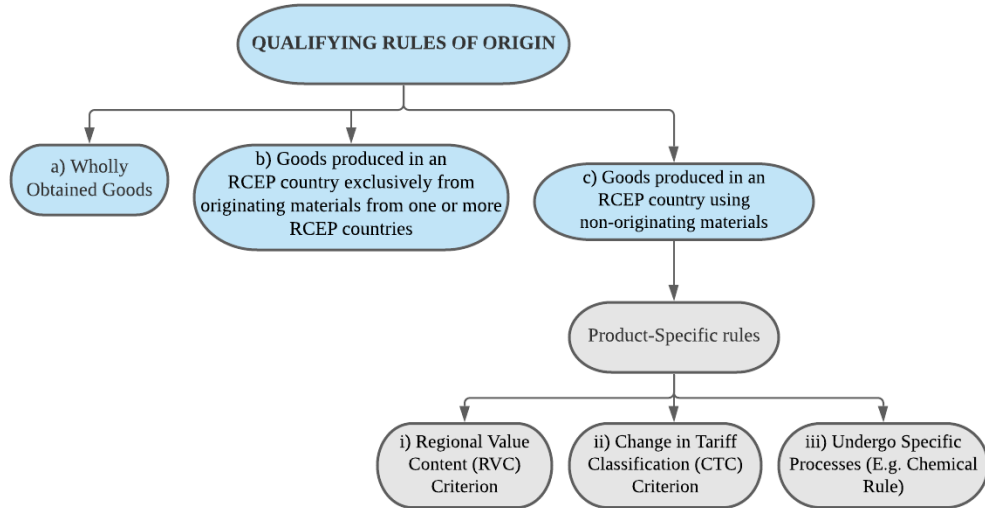 QUALIFYING RULES OF ORIGIN
a) Wholly
Obtained Goods
b) Goods produced in an
RCEP country exclusively from
originating materials from one or more
RCEP countries
c) Goods produced in an
RCEP country using
non-originating materials
Product-Specific rules
i) Regional Value
Content (RVC)
Criterion
ii) Change in Tariff
Classification (CTC)
Criterion
iii) Undergo Specific
Processes (E.g. Chemical
Rule)